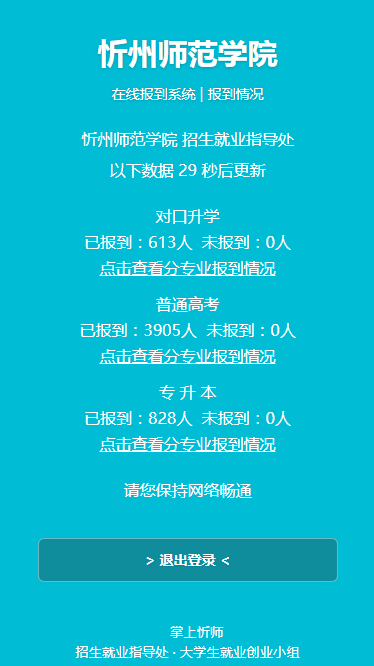 忻州师范学院
在线报到系统 | 报到情况
忻州师范学院 招生就业指导处
以下数据 29 秒后更新
对口升学
已报到：613人 未报到：0人
点击查看分专业报到情况
普通高考
已报到：3905人 未报到：0人
点击查看分专业报到情况
专 升 本
已报到：828人 未报到：0人
点击查看分专业报到情况
请您保持网络畅通
> 退出登录 <
掌上忻师
招生就业指导处 · 大学生就业创业小组